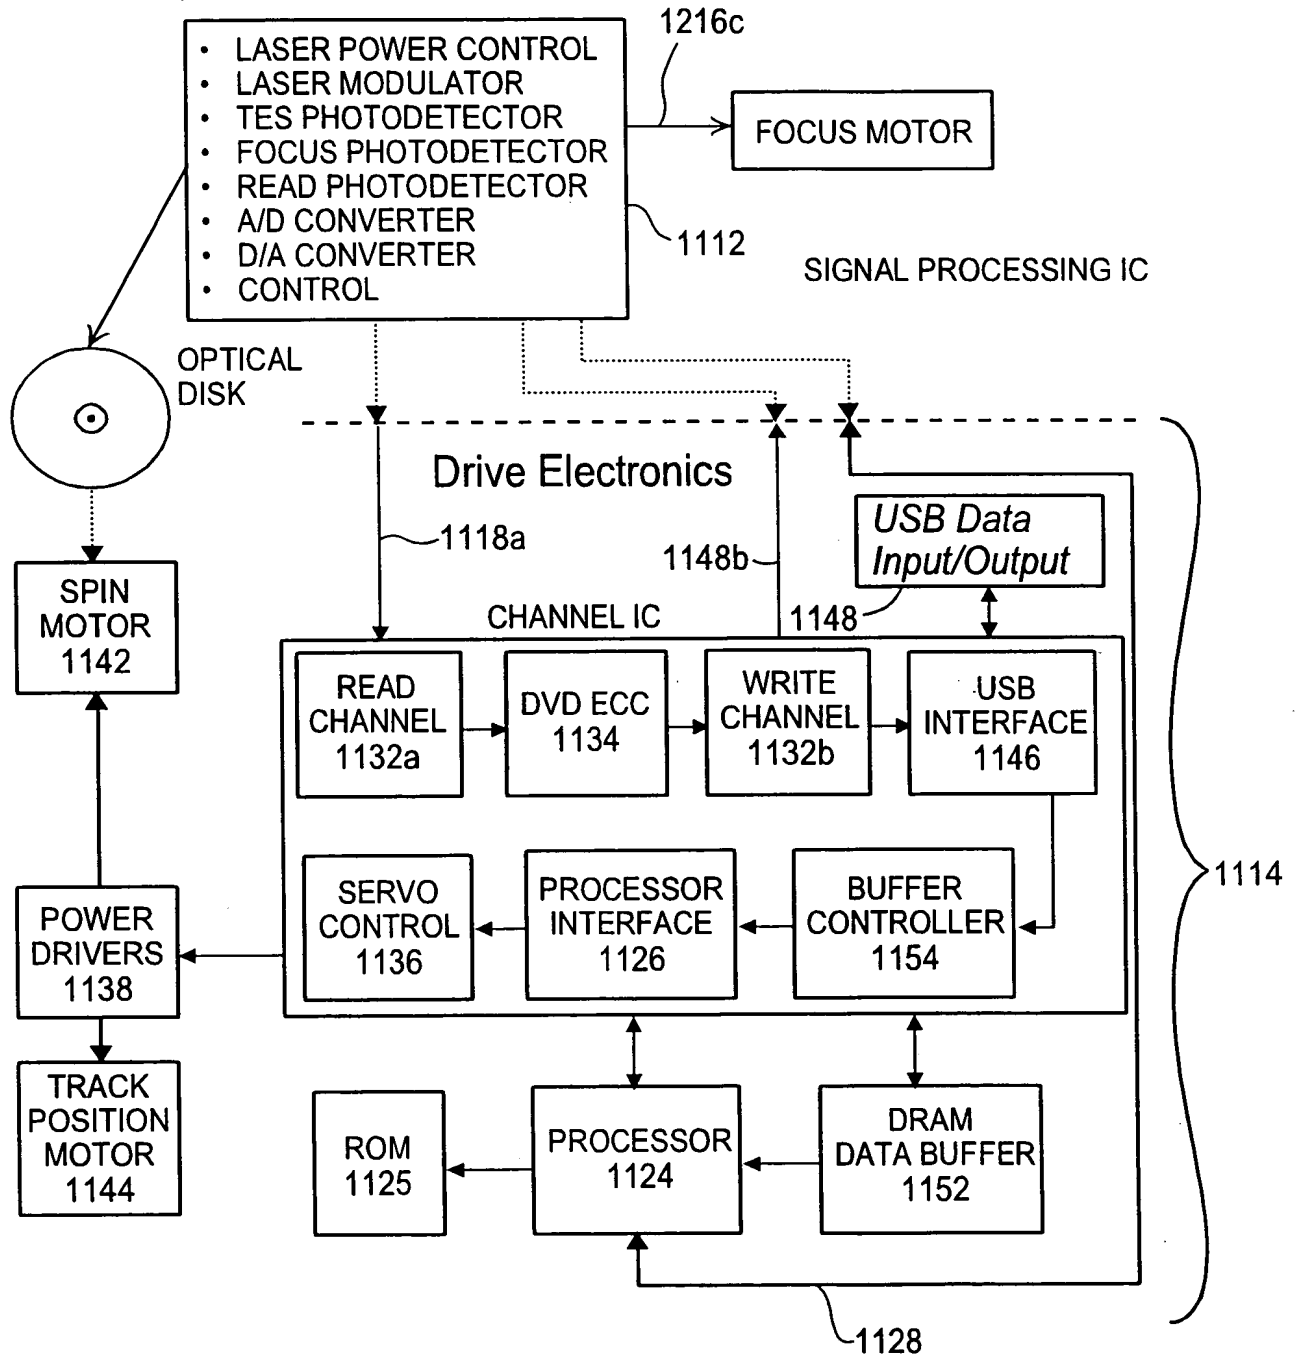 1216c
• LASER POWER CONTROL
• LASER MODULATOR
• TES PHOTODETECTOR
• FOCUS PHOTODETECTOR
• READ PHOTODETECTOR
• A/D CONVERTER
• D/A CONVERTER
• CONTROL
FOCUS MOTOR
1112
SIGNAL PROCESSING IC
OPTICAL
DISK
Drive Electronics
1118a
1148b
USB Data
Input/Output
1148
CHANNEL IC
SPIN
MOTOR
1142
READ
CHANNEL
1132a
DVD ECC
1134
WRITE
CHANNEL
1132b
USB
INTERFACE
1146
1114
SERVO
CONTROL
1136
PROCESSOR
INTERFACE
1126
BUFFER
CONTROLLER
1154
POWER
DRIVERS
1138
TRACK
POSITION
MOTOR
1144
ROM
1125
PROCESSOR
1124
DRAM
DATA BUFFER
1152
1128